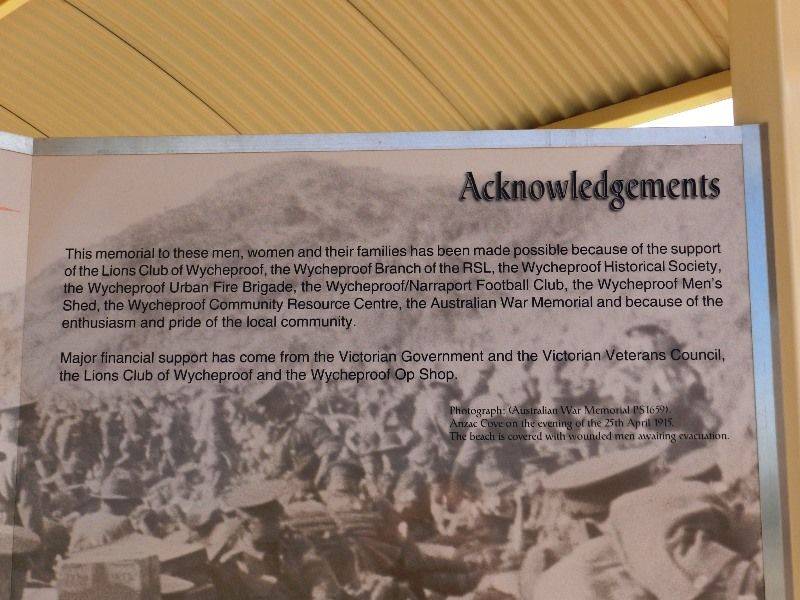 Acknowledgements
This memorial to these men, women and their families has been made possible because of the support
of the Lions Club of Wycheproof, the Wycheproof Branch of the RSL, the Wycheproof Historical Society,
the Wycheproof Urban Fire Brigade, the Wycheproof/Narraport Football Club, the Wycheproof Men's
Shed, the Wycheproof Community Resource Centre, the Australian War Memorial and because of the
enthusiasm and pride of the local community.
Major financial support has come from the Victorian Government and the Victorian Veterans Council,
the Lions Club of Wycheproof and the Wycheproof Op Shop.
Photograph: (Australian War Memorial PS1659).
Anzac Cove on the evening of the 25th April 1915.
The beach is covered with wounded men awaiting evacuation.